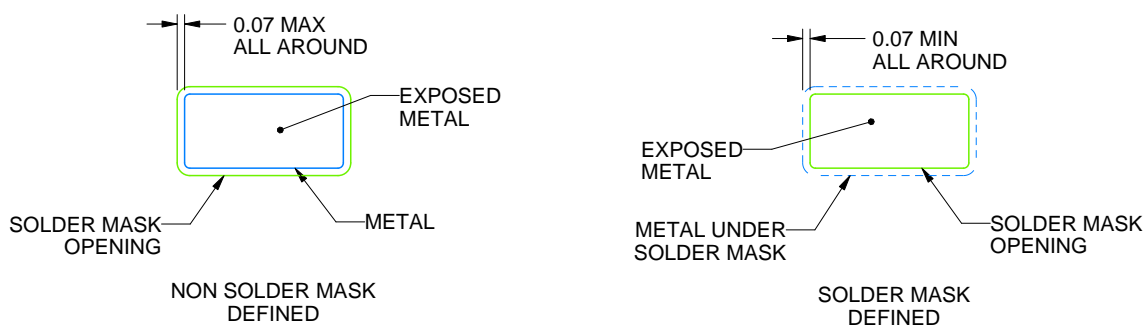 0.07 MAX
ALL AROUND
EXPOSED
METAL
SOLDER MASK
OPENING
METAL
NON SOLDER MASK
DEFINED
0.07 MIN
ALL AROUND
EXPOSED
METAL
METAL UNDER
SOLDER MASK
SOLDER MASK
OPENING
SOLDER MASK
DEFINED